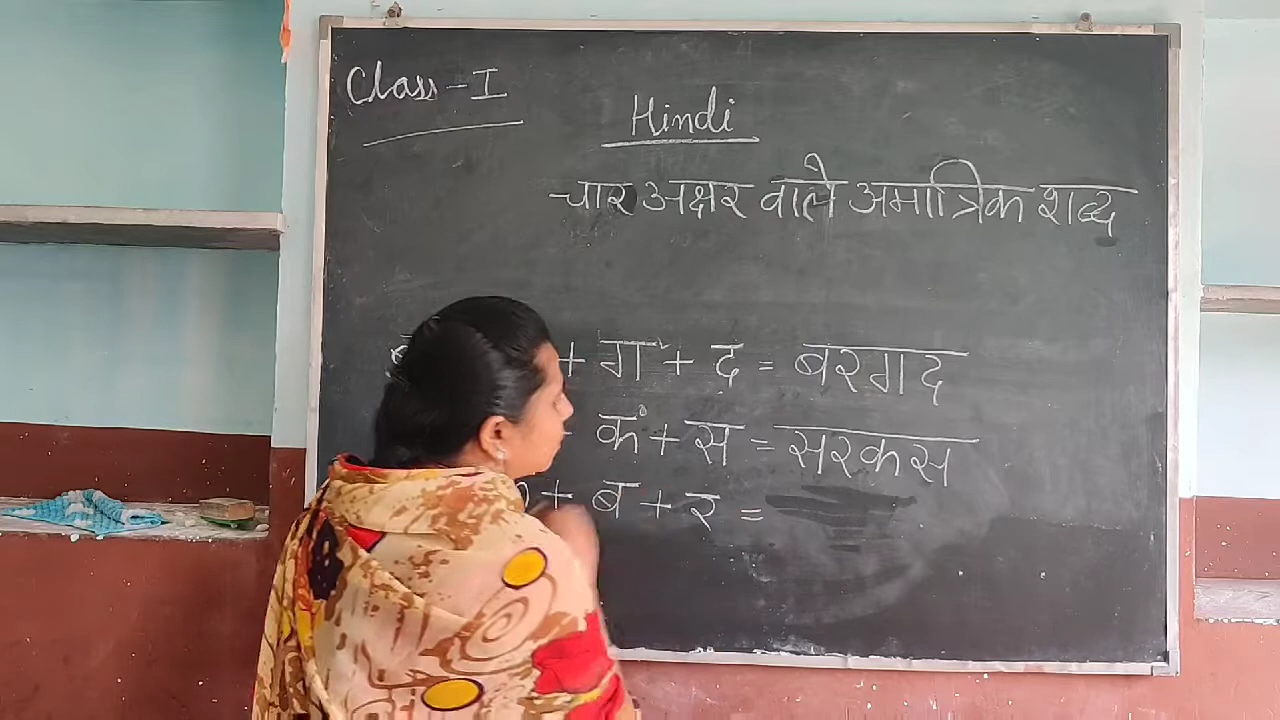 Class - I
Hindi
चार अक्षर वाले अमात्रिक शब्द
+ ग + द = बरगद
+ क + स = सरकस
+ ब + र =